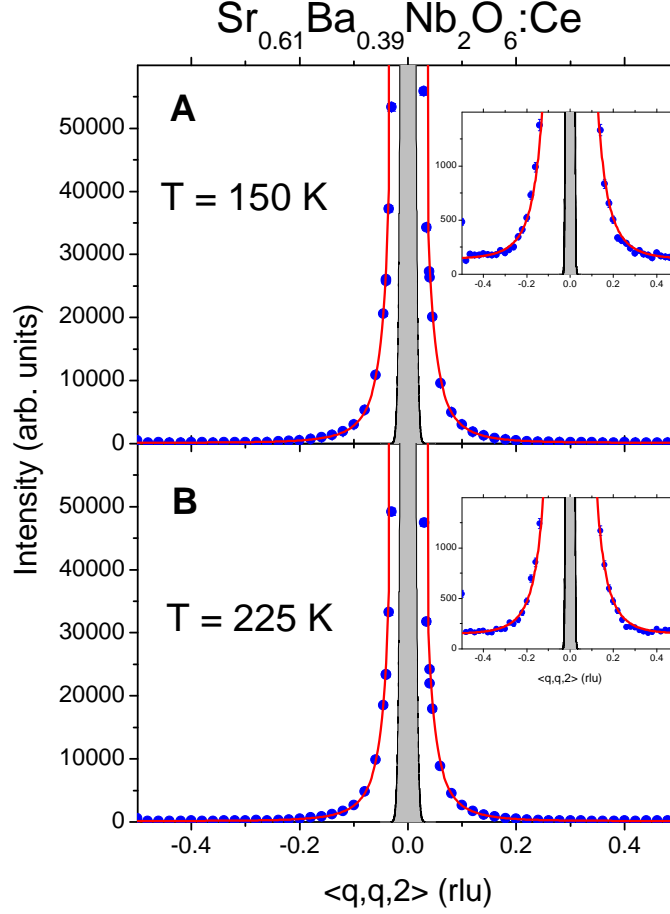 Sr0.61Ba0.39Nb2O6:Ce
A
T = 150 K
50000
40000
30000
20000
10000
0
1000
500
0
-0.4 -0.2 0.0 0.2 0.4
Intensity (arb. units)
B
T = 225 K
50000
40000
30000
20000
10000
0
1000
500
0
-0.4 -0.2 0.0 0.2 0.4
<q,q,2> (rlu)
-0.4 -0.2 0.0 0.2 0.4
<q,q,2> (rlu)